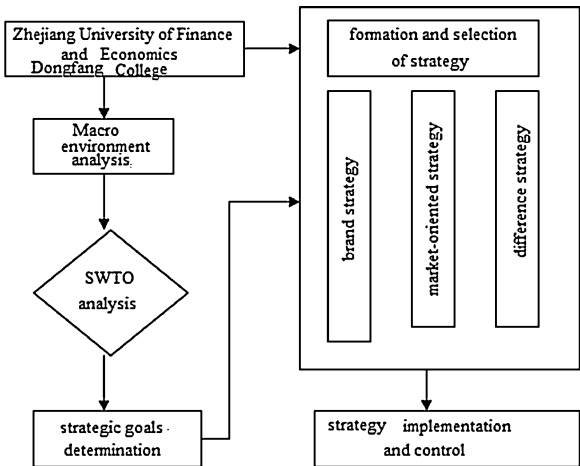 Zhejiang University of Finance
and Economics
Dongfang College
Macro
environment
analysis.
SWTO
analysis
strategic goals
determination
formation and selection
of strategy
brand strategy
market-oriented strategy
difference strategy
strategy implementation
and control